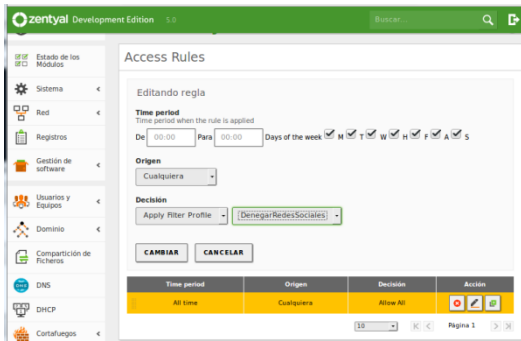 zentyal Development Edition 5.0 Buscar...
Estado de los
Módulos
Sistema
Red
Registros
Gestión de
software
Usuarios y
Equipos
Dominio
Compartición de
Ficheros
DNS
DHCP
Cortafuegos
Access Rules
Editando regla
Time period
Time period when the rule is applied
De 00:00 Para 00:00 Days of the week M T W H F A S
Origen
Cualquiera
Decisión
Apply Filter Profile DenegarRedesSociales
CAMBIAR CANCELAR
Time period Origen Decisión Acción
All time Cualquiera Allow All
10 Página 1